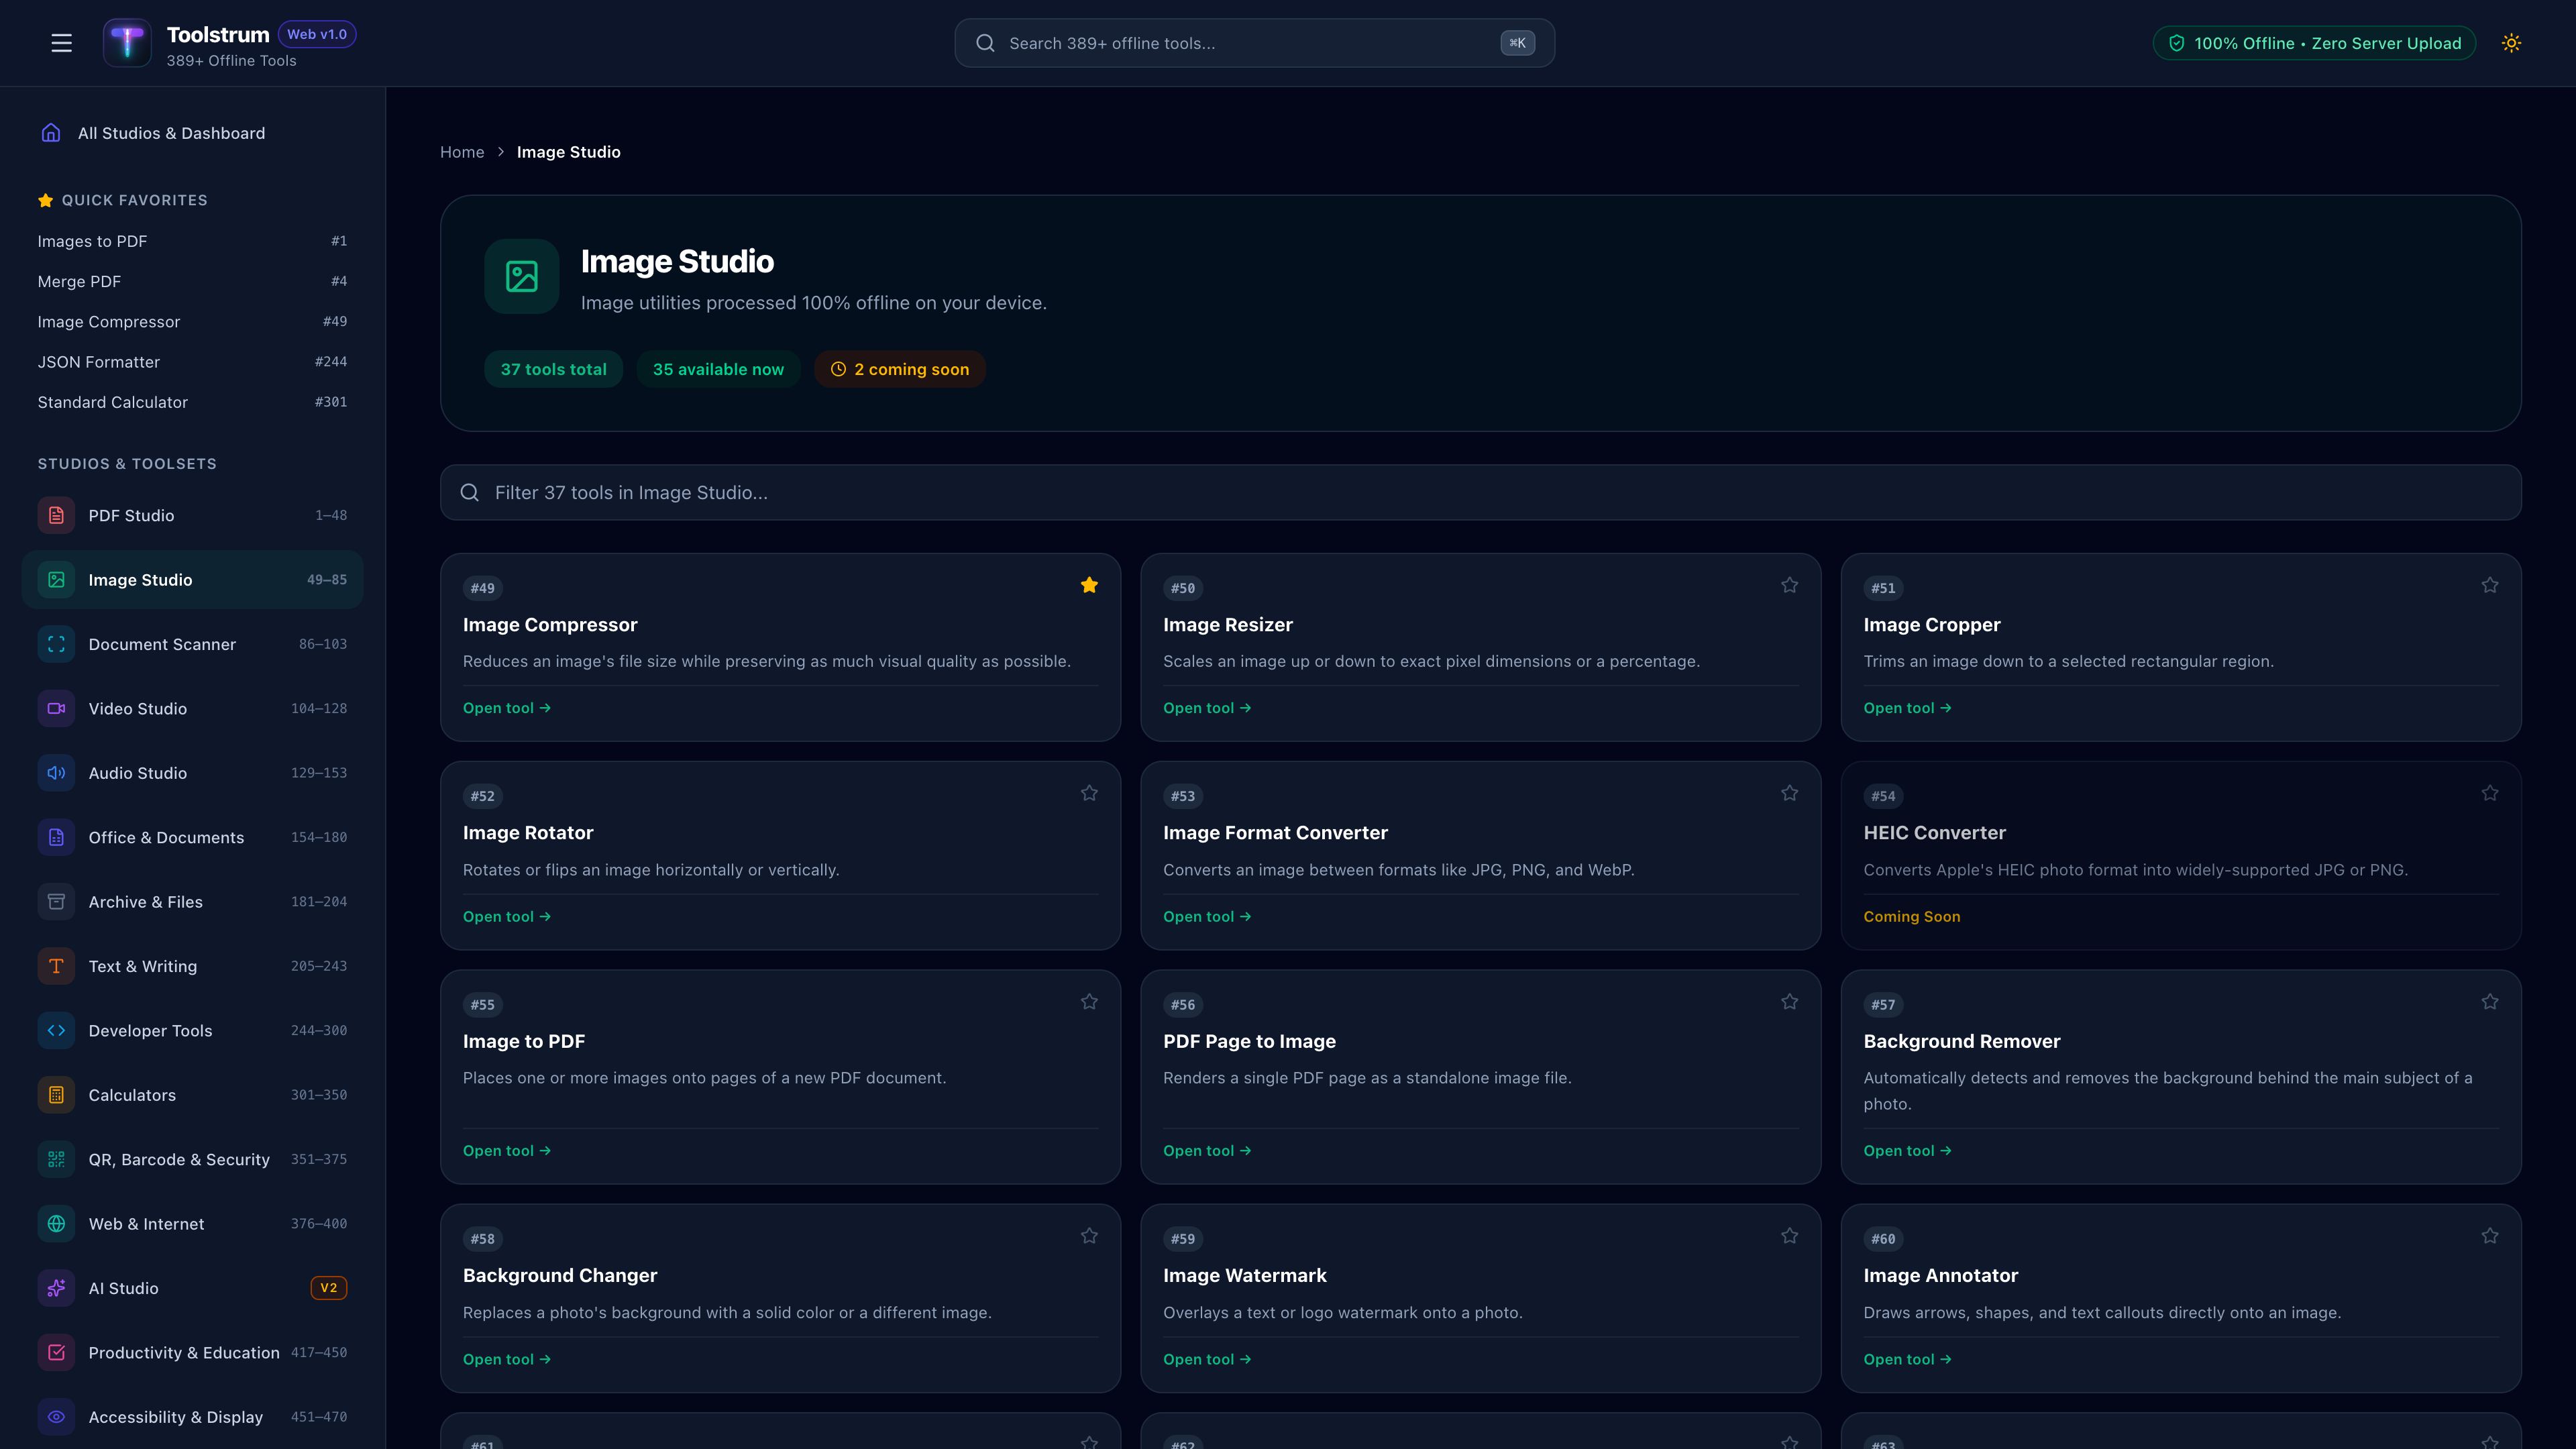 Toolstrum
Web v1.0
389+ Offline Tools
Search 389+ offline tools...
⌘K
100% Offline • Zero Server Upload
All Studios & Dashboard
QUICK FAVORITES
Images to PDF #1
Merge PDF #4
Image Compressor #49
JSON Formatter #244
Standard Calculator #301
STUDIOS & TOOLSETS
PDF Studio 1–48
Image Studio 49–85
Document Scanner 86–103
Video Studio 104–128
Audio Studio 129–153
Office & Documents 154–180
Archive & Files 181–204
Text & Writing 205–243
Developer Tools 244–300
Calculators 301–350
QR, Barcode & Security 351–375
Web & Internet 376–400
AI Studio V2
Productivity & Education 417–450
Accessibility & Display 451–470
Home > Image Studio
Image Studio
Image utilities processed 100% offline on your device.
37 tools total
35 available now
2 coming soon
Filter 37 tools in Image Studio...
#49
Image Compressor
Reduces an image's file size while preserving as much visual quality as possible.
Open tool →
#50
Image Resizer
Scales an image up or down to exact pixel dimensions or a percentage.
Open tool →
#51
Image Cropper
Trims an image down to a selected rectangular region.
Open tool →
#52
Image Rotator
Rotates or flips an image horizontally or vertically.
Open tool →
#53
Image Format Converter
Converts an image between formats like JPG, PNG, and WebP.
Open tool →
#54
HEIC Converter
Converts Apple's HEIC photo format into widely-supported JPG or PNG.
Coming Soon
#55
Image to PDF
Places one or more images onto pages of a new PDF document.
Open tool →
#56
PDF Page to Image
Renders a single PDF page as a standalone image file.
Open tool →
#57
Background Remover
Automatically detects and removes the background behind the main subject of a
photo.
Open tool →
#58
Background Changer
Replaces a photo's background with a solid color or a different image.
Open tool →
#59
Image Watermark
Overlays a text or logo watermark onto a photo.
Open tool →
#60
Image Annotator
Draws arrows, shapes, and text callouts directly onto an image.
Open tool →
#61
#62
#63